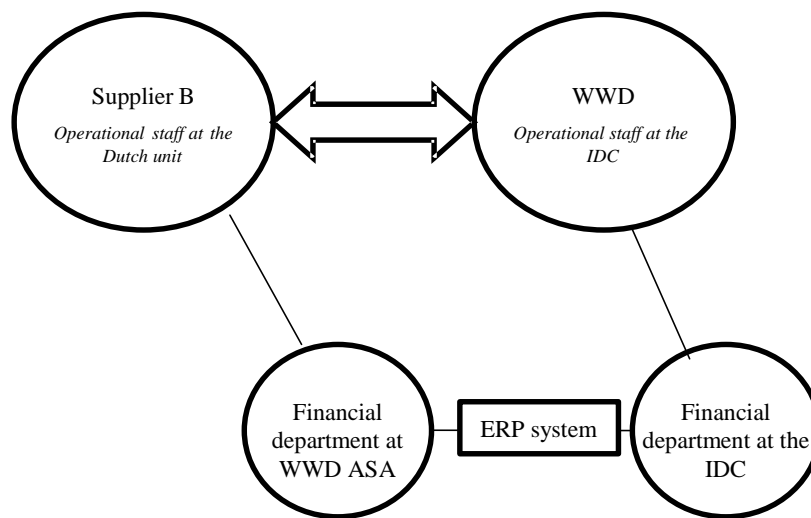 Supplier B
Operational staff at the
Dutch unit
WWD
Operational staff at the
IDC
Financial
department at
WWD ASA
ERP system
Financial
department at the
IDC